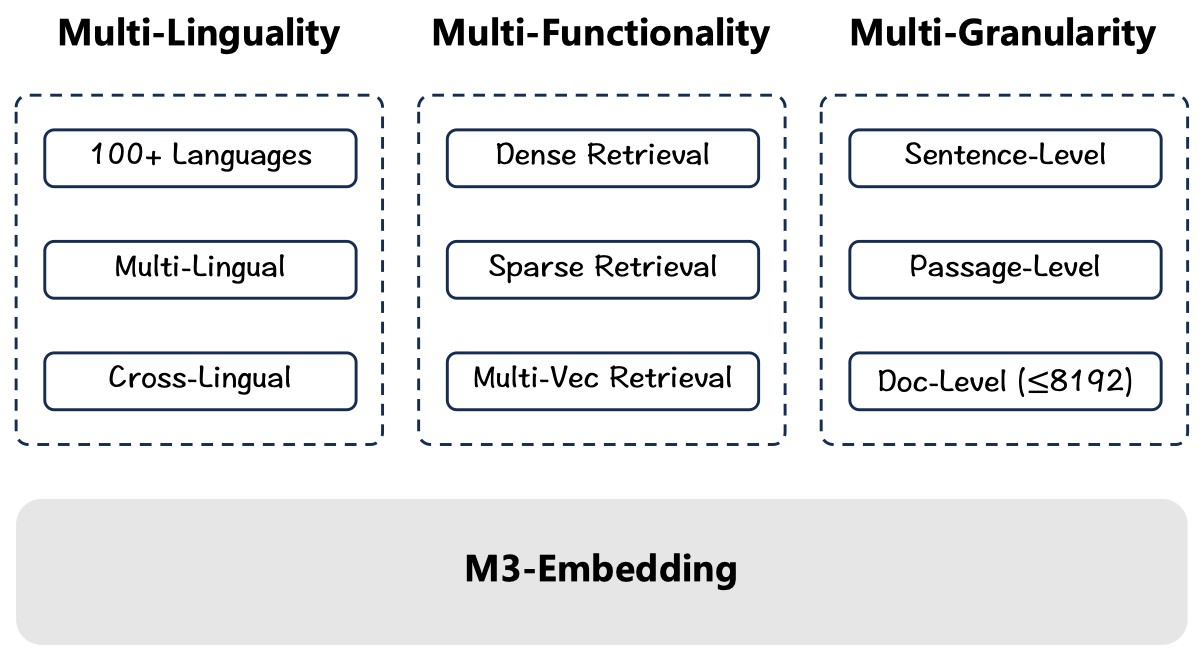 Multi-Linguality
100+ Languages
Multi-Lingual
Cross-Lingual
Multi-Functionality
Dense Retrieval
Sparse Retrieval
Multi-Vec Retrieval
Multi-Granularity
Sentence-Level
Passage-Level
Doc-Level (≤8192)
M3-Embedding